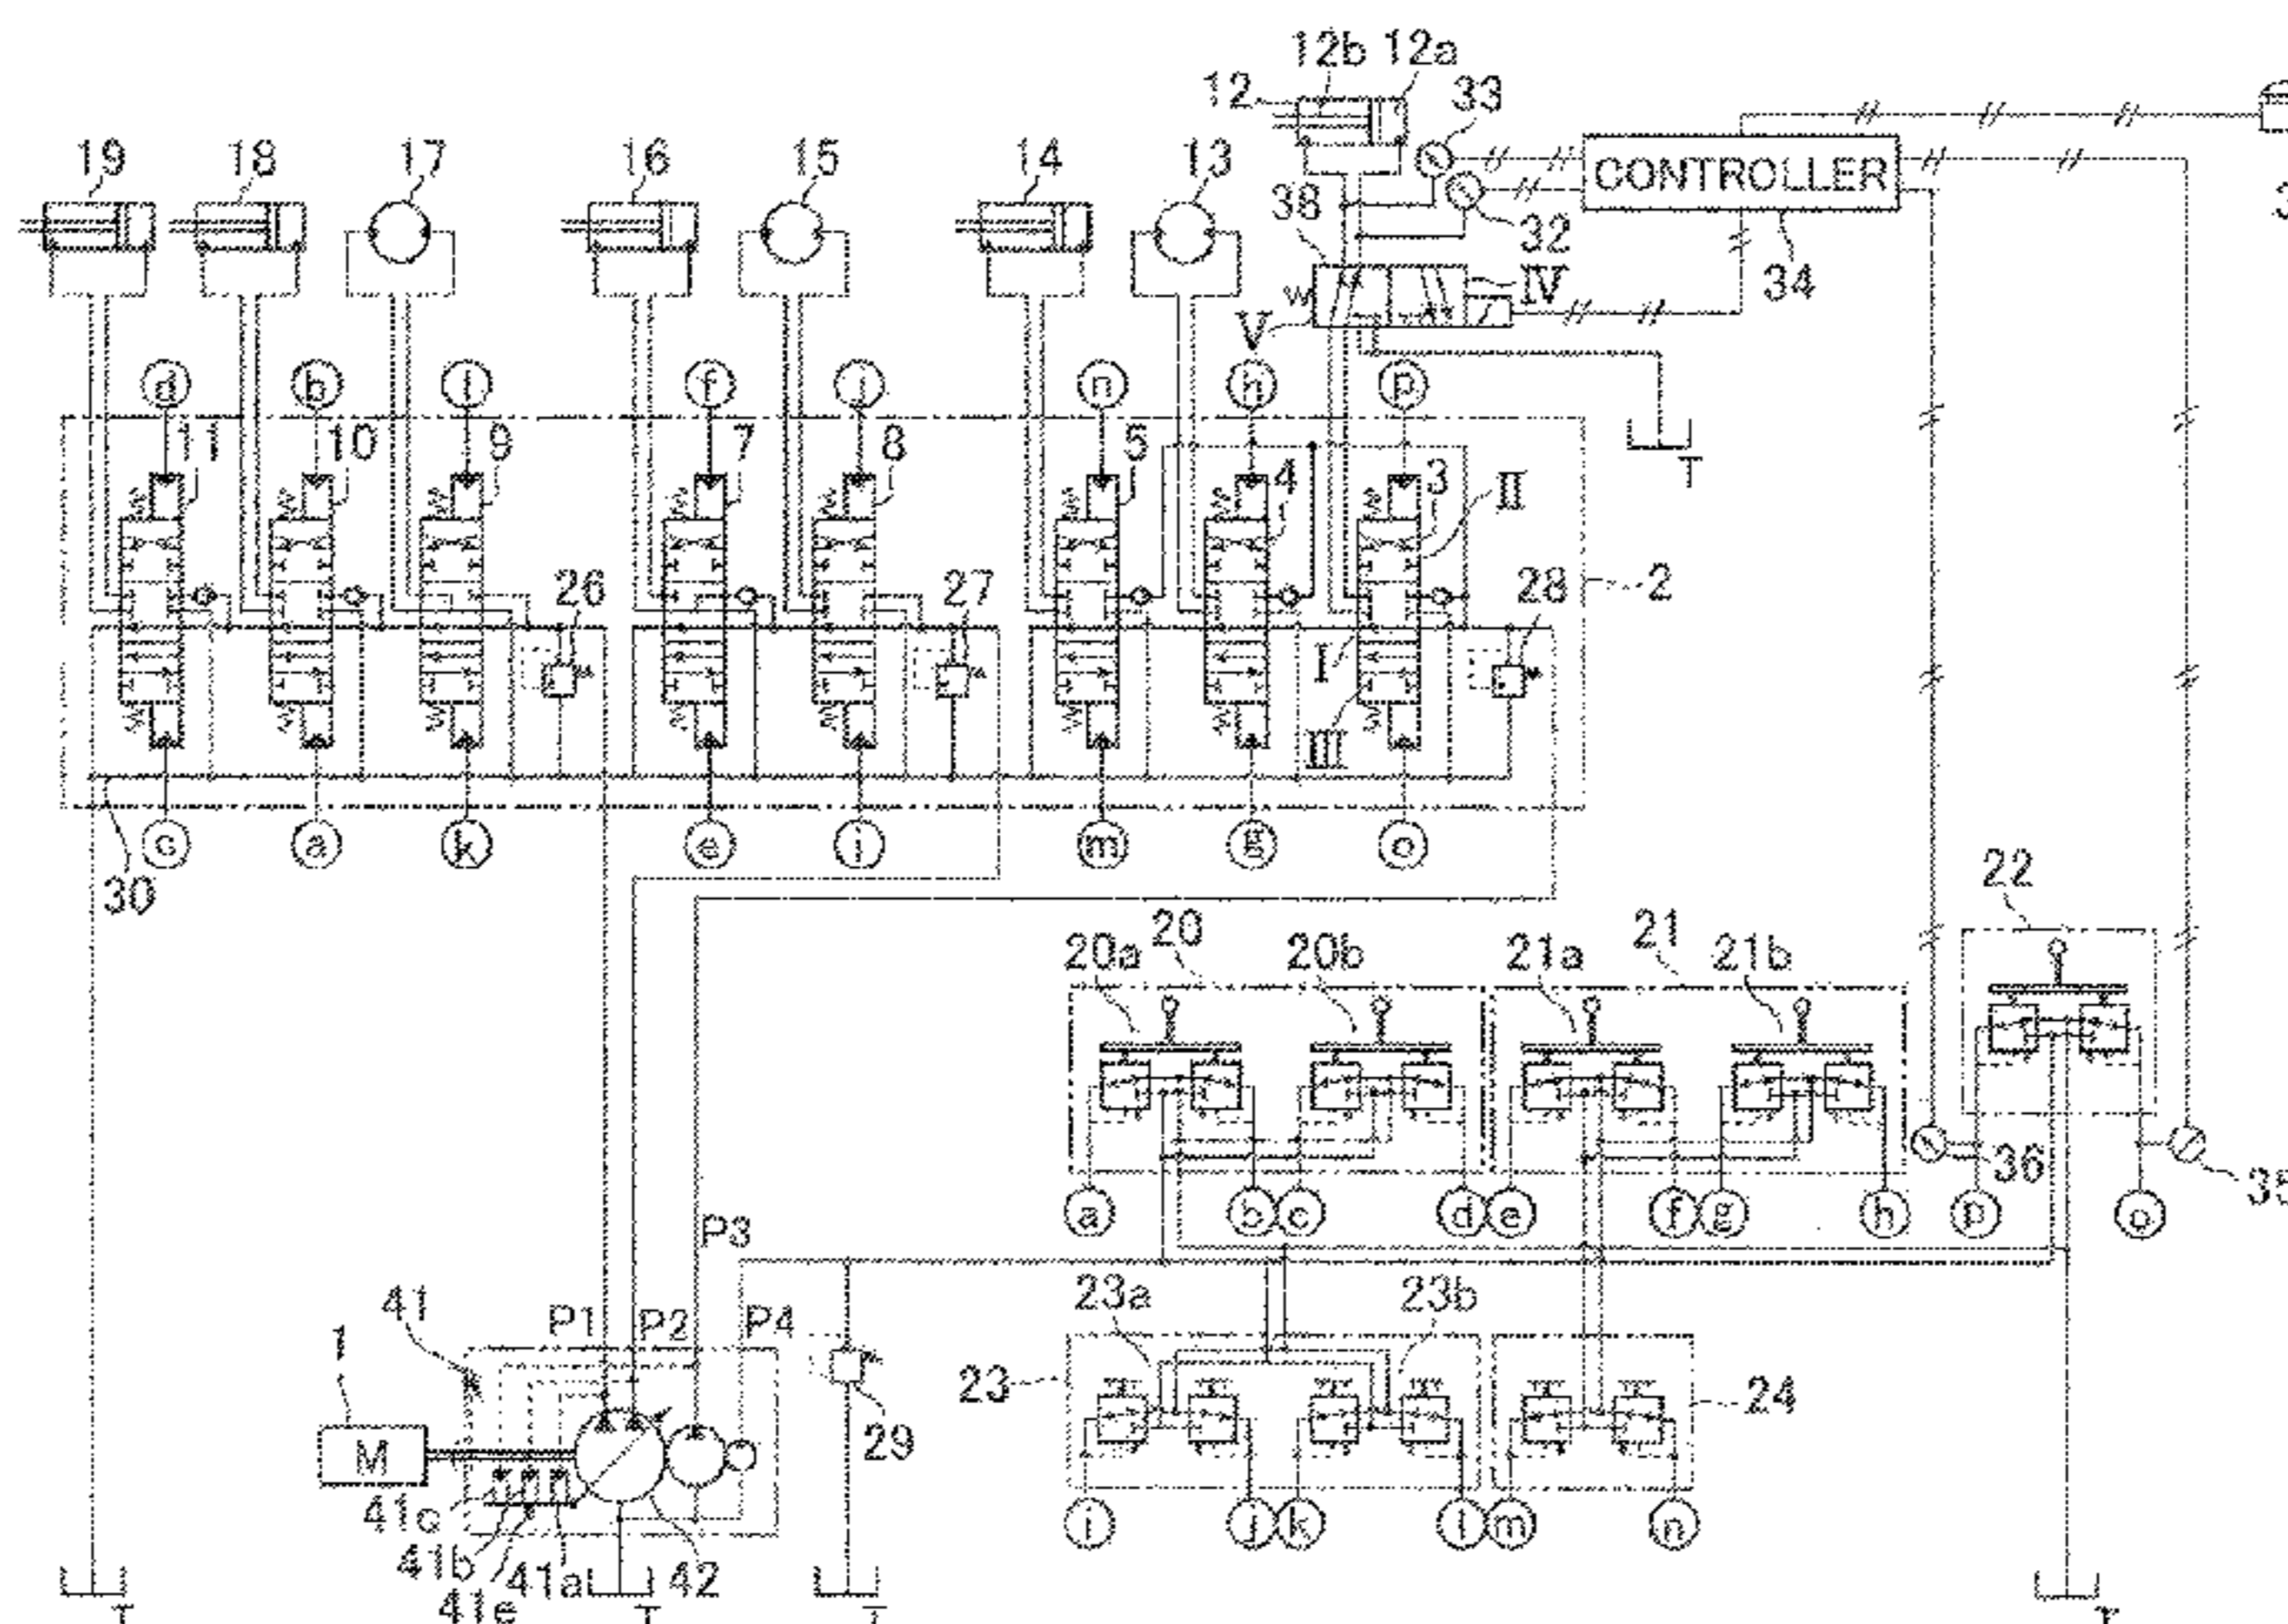 12b 12a
12 33
19 18 17 16 15 14 13
CONTROLLER
38 32 IV 34
W
V
d b l f j n h p
T
11 10 9 7 8 5 4 3 II
26 27 28 2
I
III
c a k e i m g o
30
22
20 21
20a 20b 21a 21b
36 35
a b c d e f g h p o
P3
41 P1 P2 P4 23a 23b
1
M
29 23 24
41c 41b 41a 42
41e
i j k l m n
T T T T